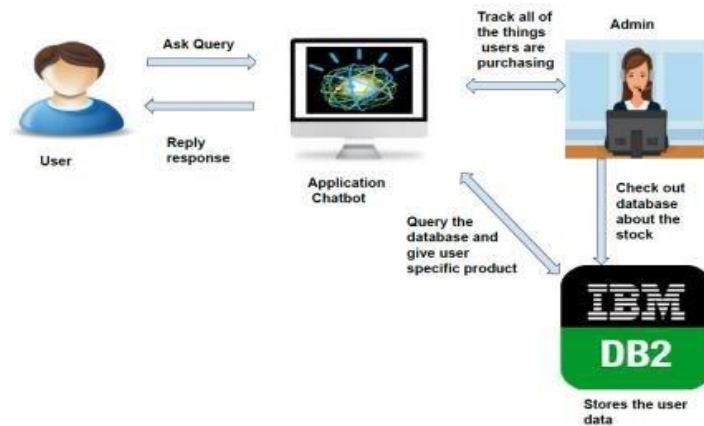 Ask Query
Reply
response
User
Application
Chatbot
Track all of
the things
users are
purchasing
Admin
Check out
database
about the
stock
Query the
database and
give user
specific product
IBM
DB2
Stores the user
data